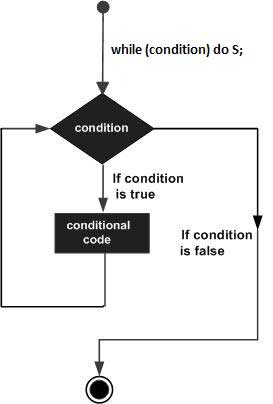 while (condition) do S;
condition
If condition
is true
conditional
code
If condition
is false